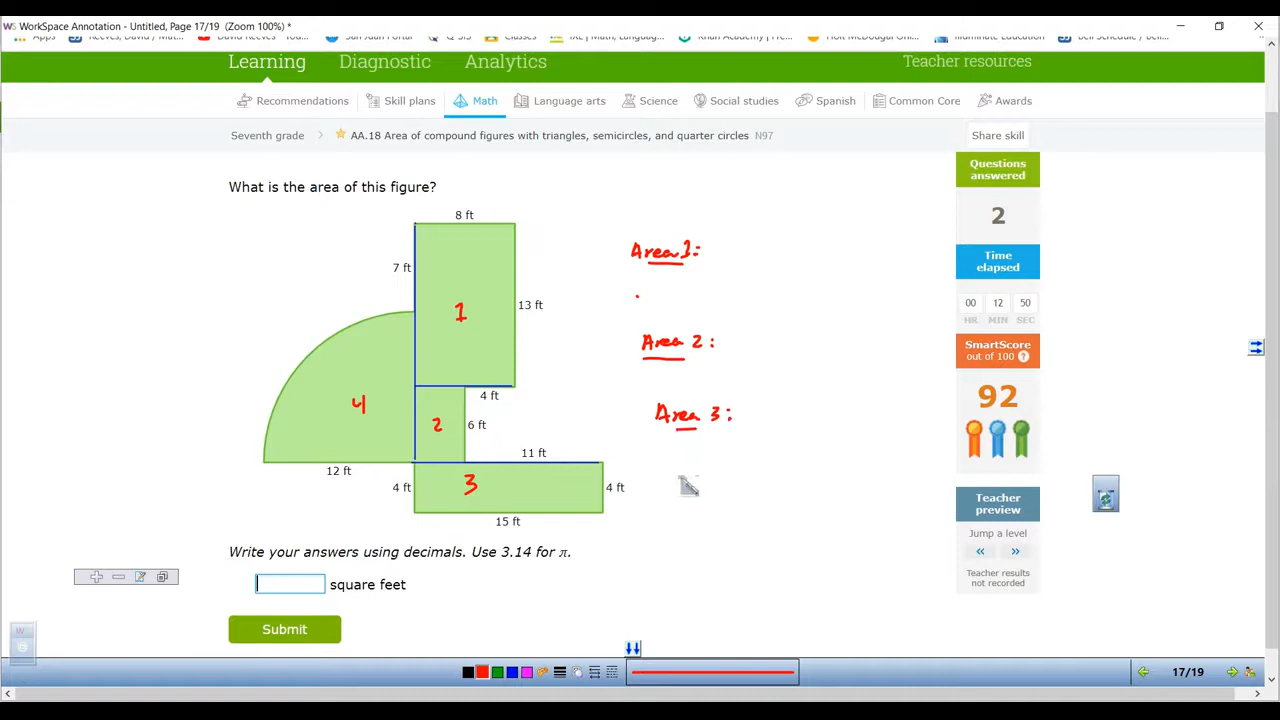 WorkSpace Annotation - Untitled, Page 17/19 (Zoom 100%) *
Apps
Classes
Learning Diagnostic Analytics Teacher resources
Recommendations Skill plans Math Language arts Science Social studies Spanish Common Core Awards
Seventh grade AA.18 Area of compound figures with triangles, semicircles, and quarter circles N97 Share skill
What is the area of this figure?
Questions answered
2
Time elapsed
00 12 50
HR MIN SEC
SmartScore
out of 100 ?
92
Teacher preview
Jump a level
« »
Teacher results not recorded
8 ft
7 ft
13 ft
1
4 ft
4
2
6 ft
11 ft
12 ft
4 ft
3
4 ft
15 ft
Area 1:
Area 2:
Area 3:
Write your answers using decimals. Use 3.14 for π.
square feet
Submit
17/19